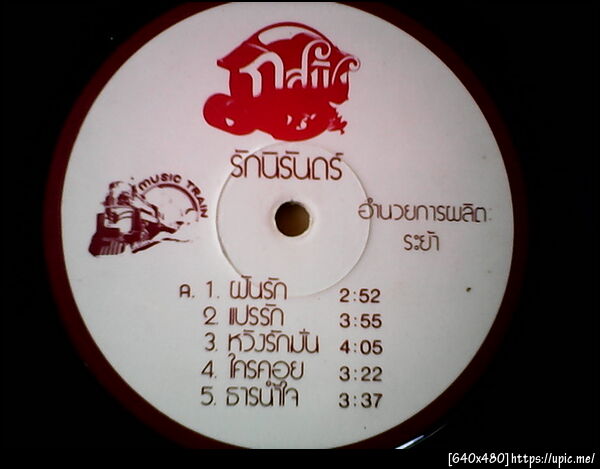 รักนิรันดร์
MUSIC TRAIN
อำนวยการผลิต:
ระย้า
ค. 1. ฝันรัก 2:52
2. แปรรัก 3:55
3. หวังรักมั่น 4:05
4. ใครคอย 3:22
5. ธารน้ำใจ 3:37
[640x480]https://upic.me/